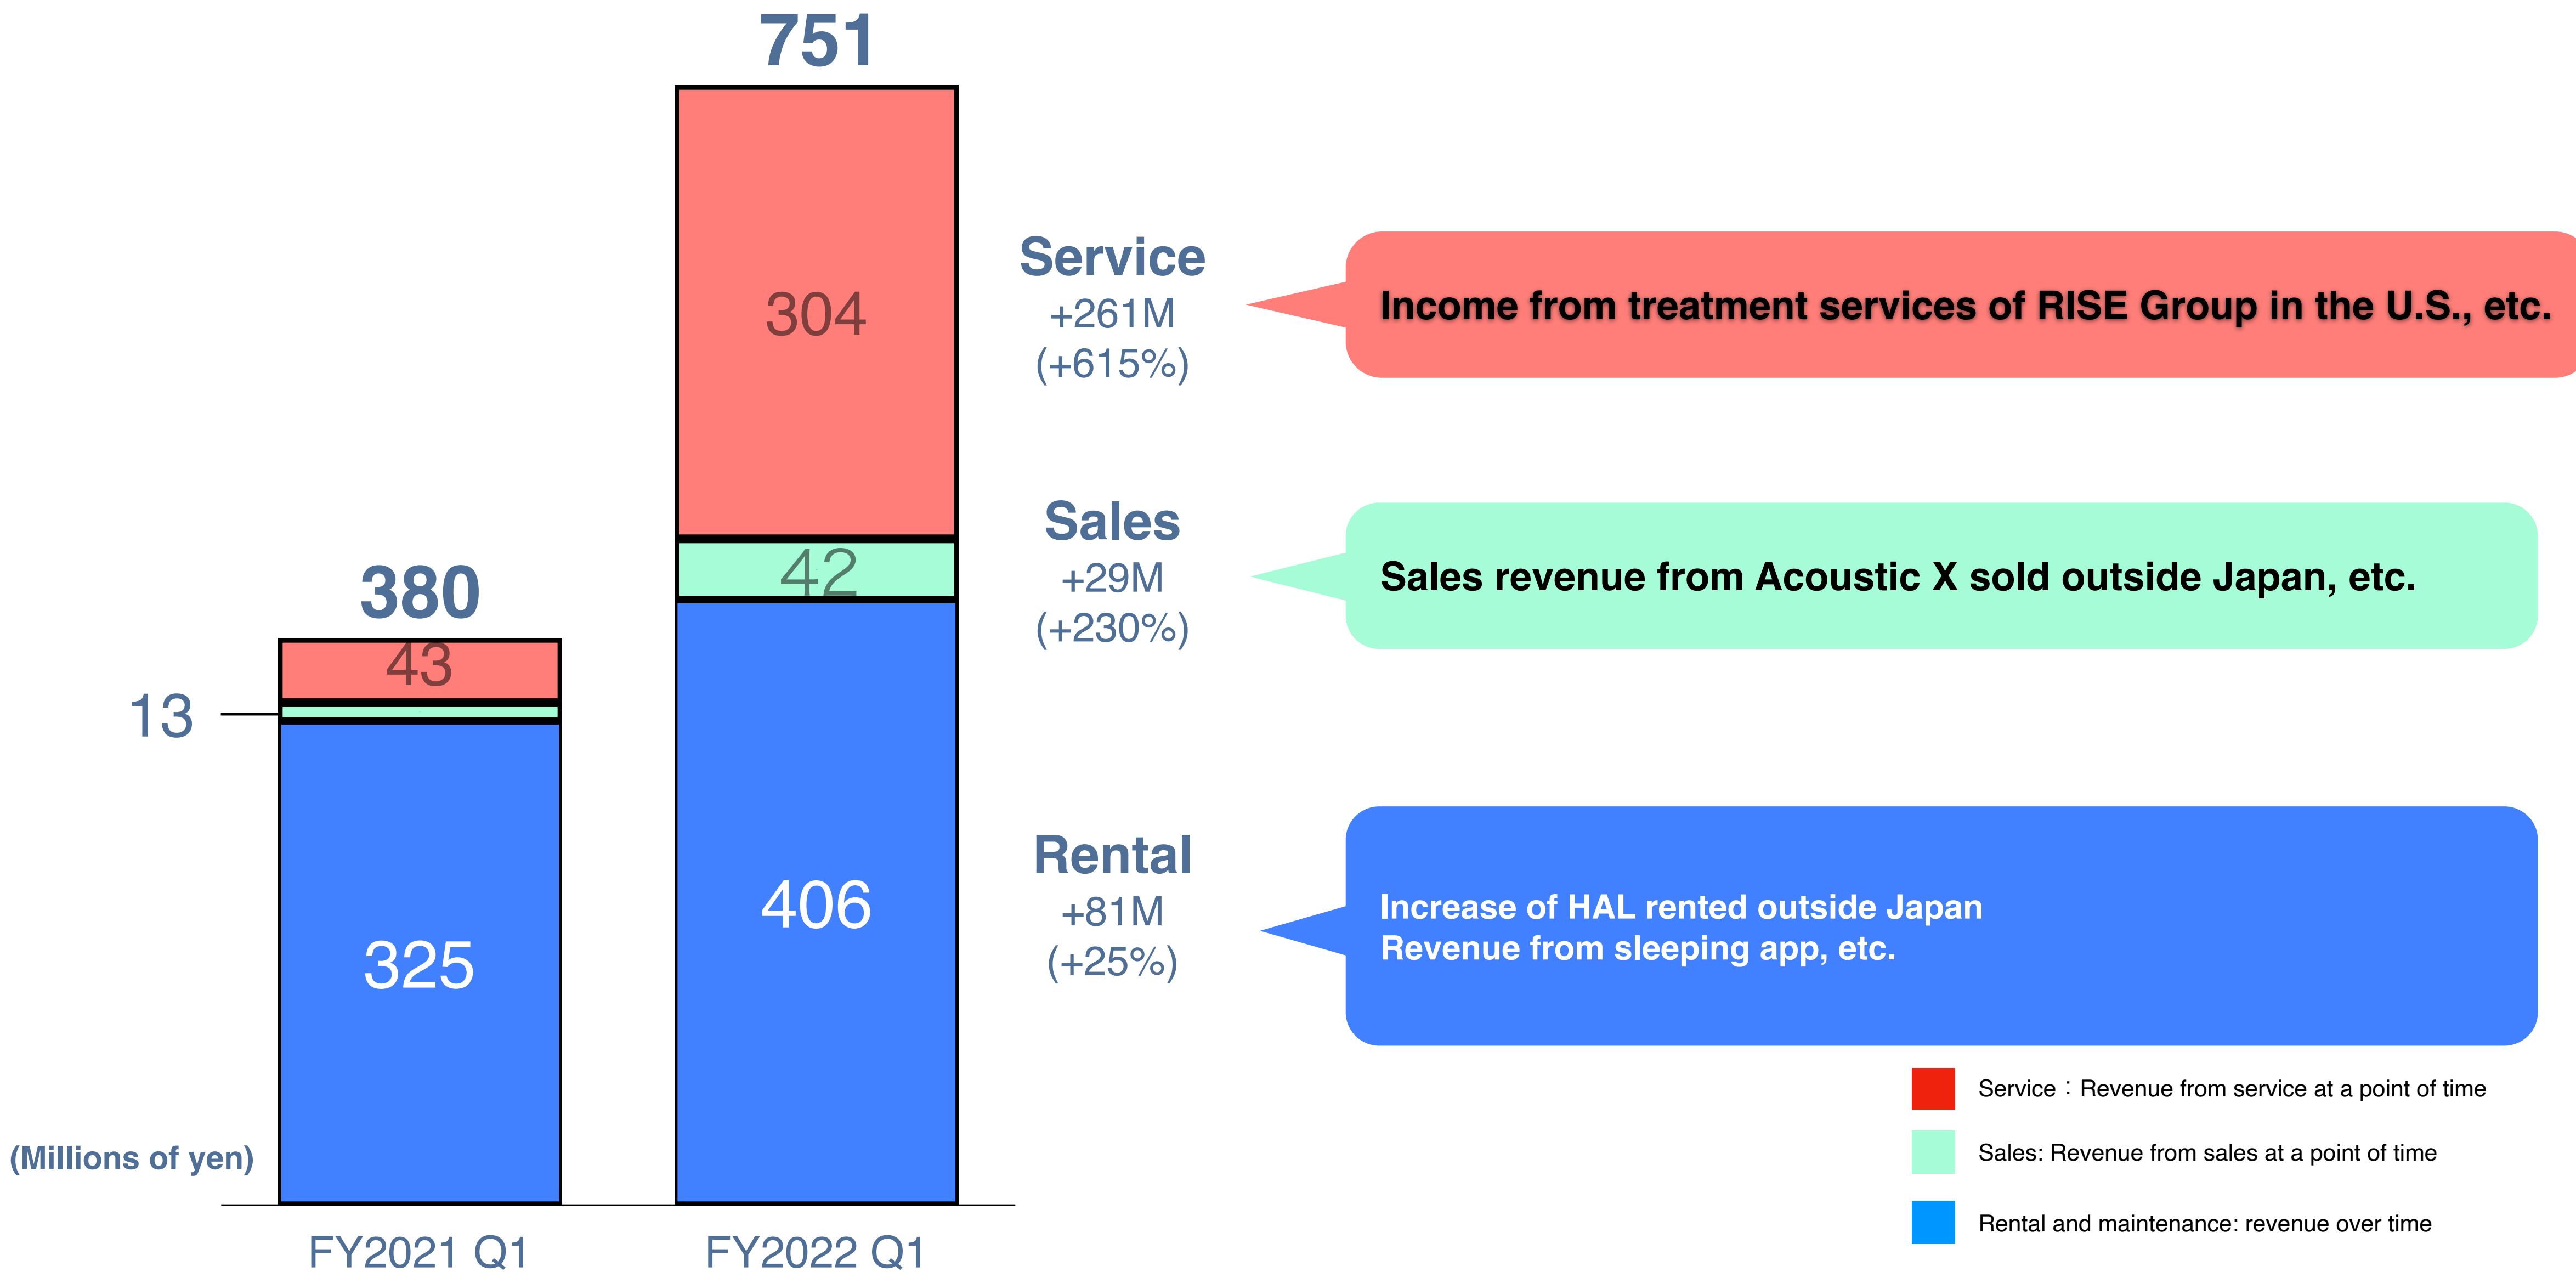 751
304
Service
+261M
(+615%)
Income from treatment services of RISE Group in the U.S., etc.
42
Sales
+29M
(+230%)
Sales revenue from Acoustic X sold outside Japan, etc.
380
43
13
325
406
Rental
+81M
(+25%)
Increase of HAL rented outside Japan
Revenue from sleeping app, etc.
(Millions of yen)
FY2021 Q1
FY2022 Q1
Service：Revenue from service at a point of time
Sales: Revenue from sales at a point of time
Rental and maintenance: revenue over time